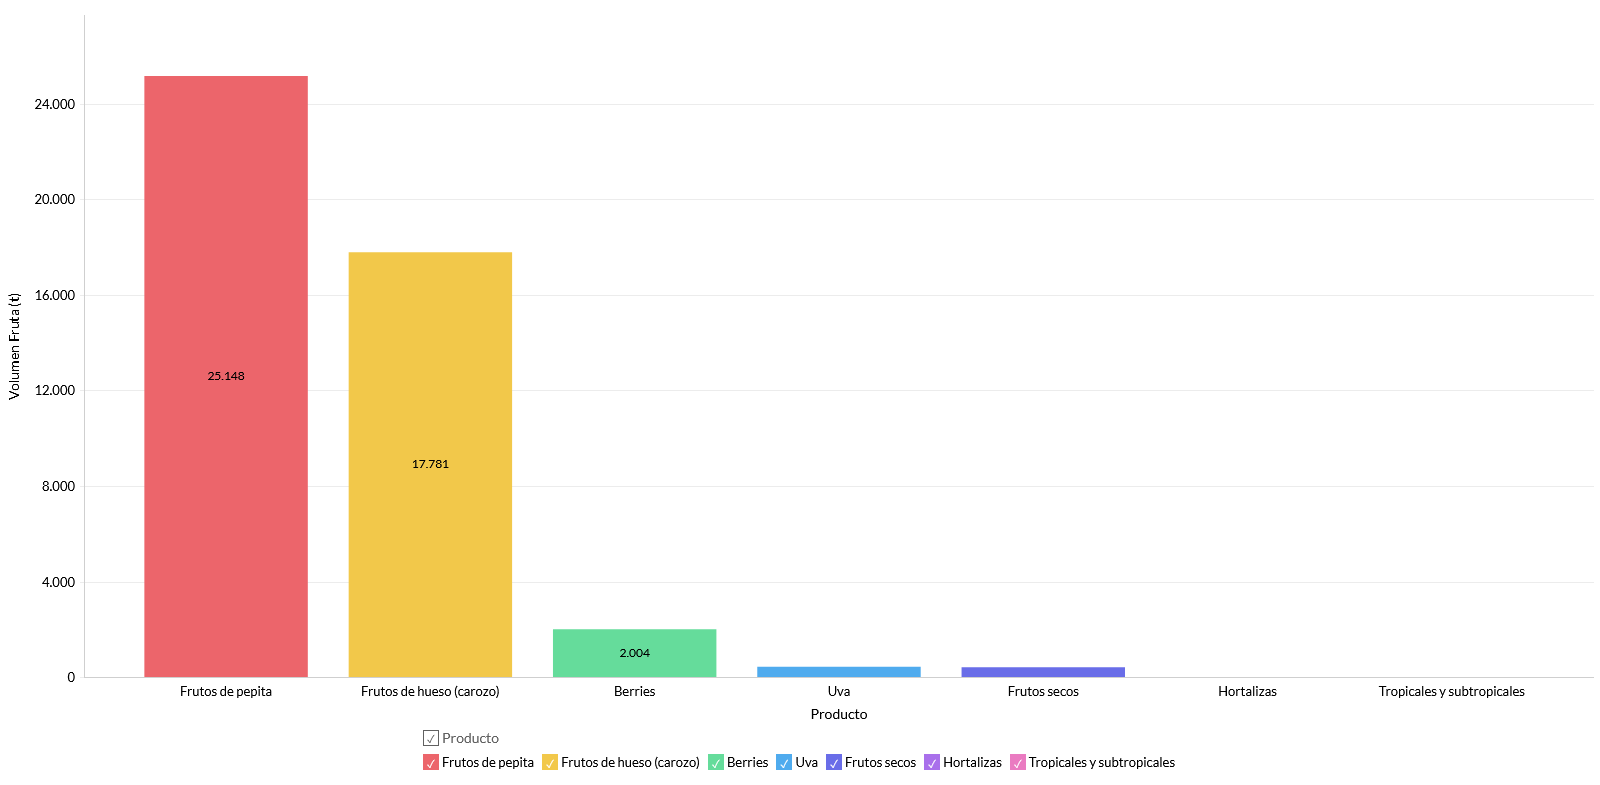 Volumen Fruta (t)
24.000
20.000
16.000
12.000
8.000
4.000
0
25.148
17.781
2.004
Frutos de pepita
Frutos de hueso (carozo)
Berries
Uva
Frutos secos
Hortalizas
Tropicales y subtropicales
Producto
Producto
Frutos de pepita Frutos de hueso (carozo) Berries Uva Frutos secos Hortalizas Tropicales y subtropicales